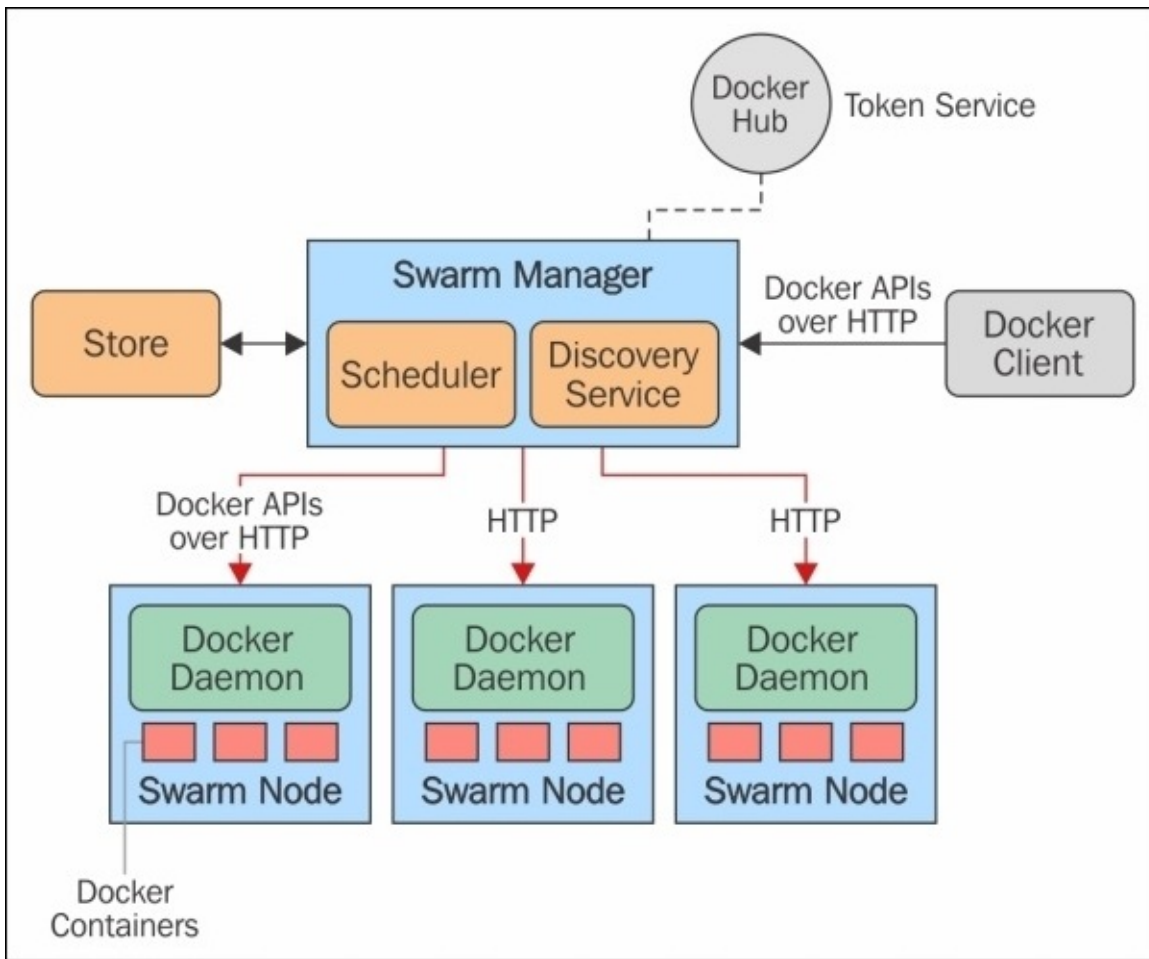 Docker
Hub
Token Service
Swarm Manager
Store
Scheduler
Discovery
Service
Docker APIs
over HTTP
Docker
Client
Docker APIs
over HTTP
HTTP
HTTP
Docker
Daemon
Docker
Daemon
Docker
Daemon
Swarm Node
Swarm Node
Swarm Node
Docker
Containers